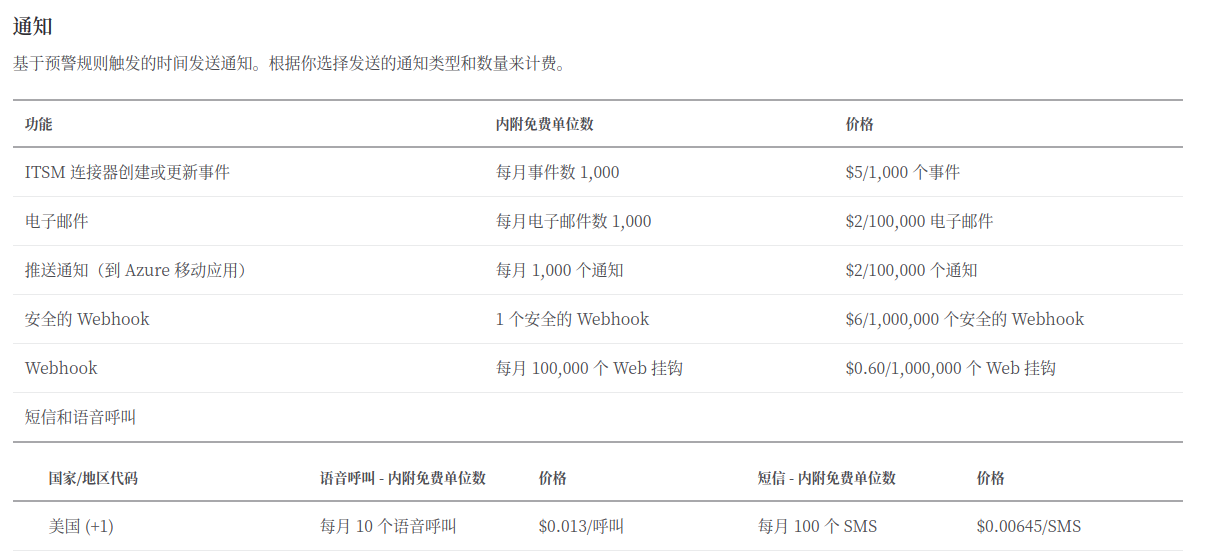 通知
基于预警规则触发的时间发送通知。根据你选择发送的通知类型和数量来计费。
功能 内附免费单位数 价格
ITSM 连接器创建或更新事件 每月事件数 1,000 $5/1,000 个事件
电子邮件 每月电子邮件数 1,000 $2/100,000 电子邮件
推送通知（到 Azure 移动应用） 每月 1,000 个通知 $2/100,000 个通知
安全的 Webhook 1 个安全的 Webhook $6/1,000,000 个安全的 Webhook
Webhook 每月 100,000 个 Web 挂钩 $0.60/1,000,000 个 Web 挂钩
短信和语音呼叫
国家/地区代码 语音呼叫 - 内附免费单位数 价格 短信 - 内附免费单位数 价格
美国 (+1) 每月 10 个语音呼叫 $0.013/呼叫 每月 100 个 SMS $0.00645/SMS